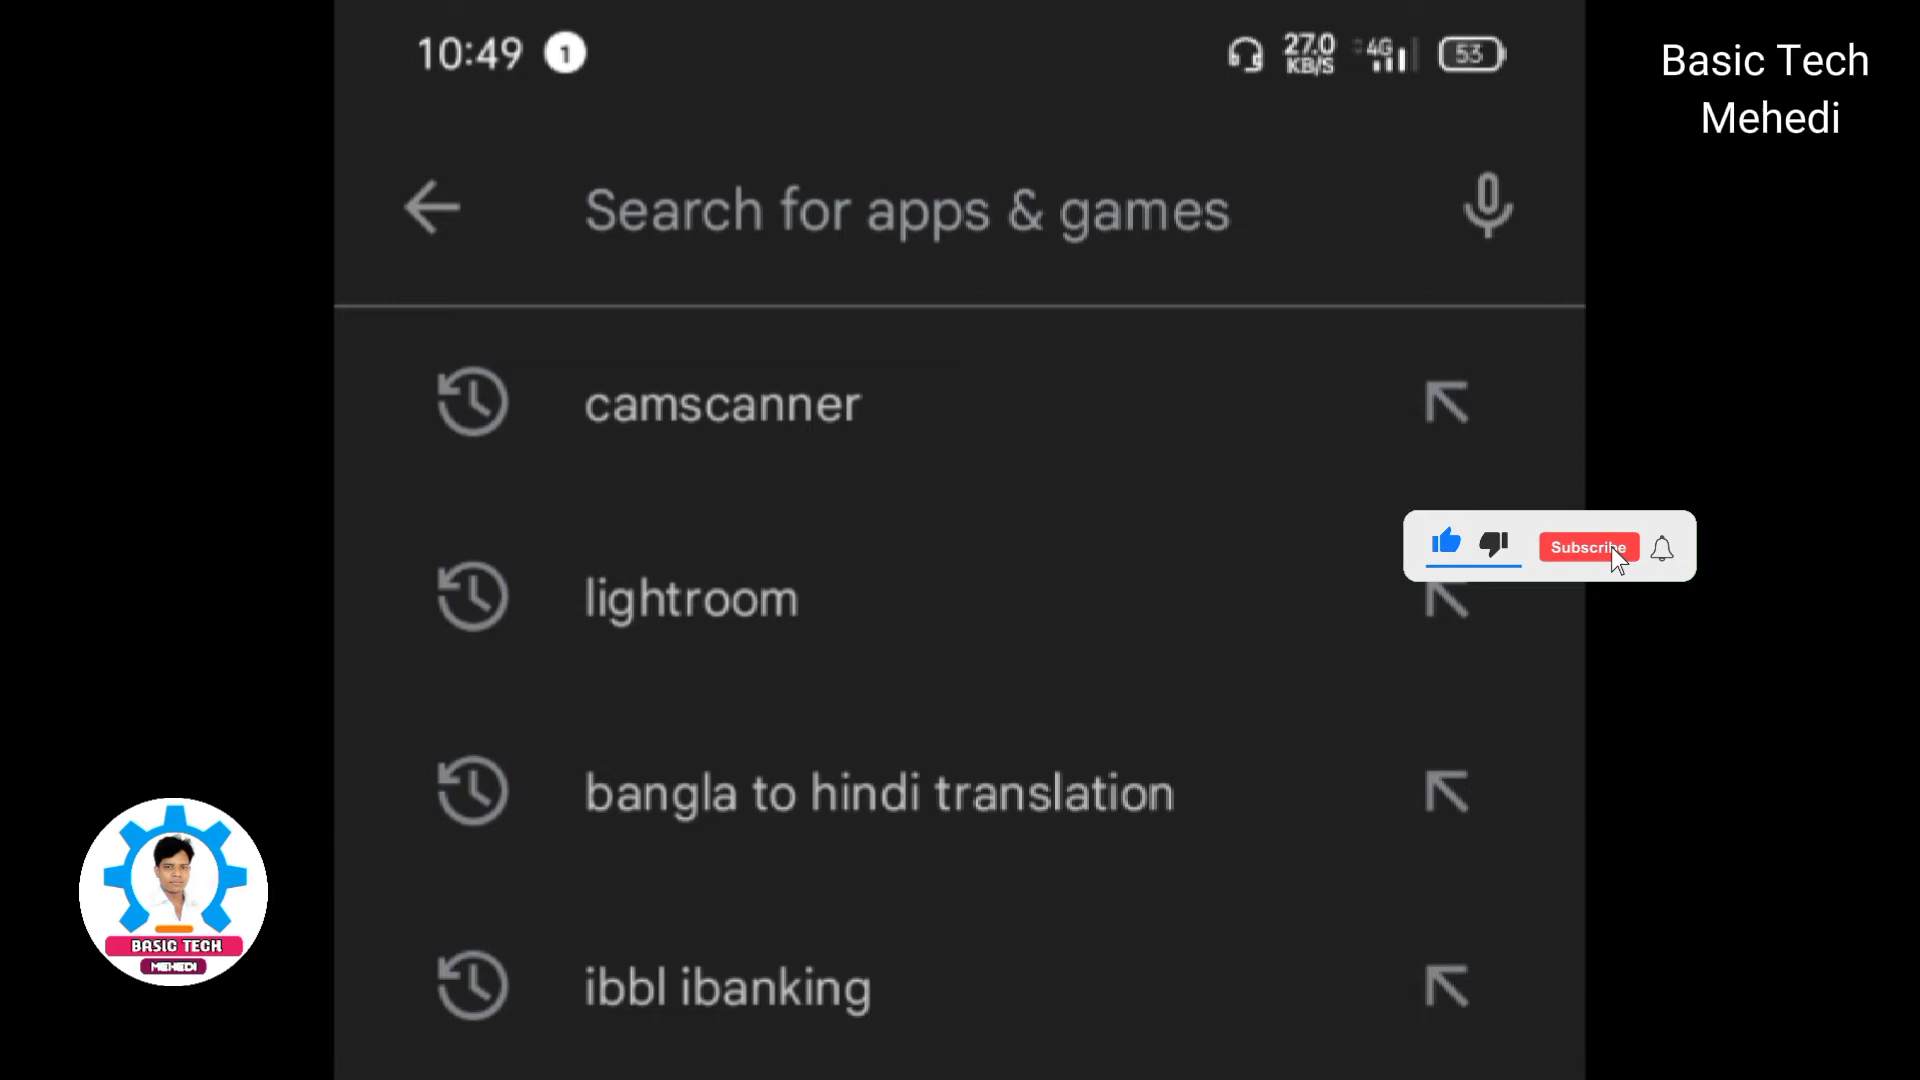 10:49 1 27.0 KB/S 4G 53
Basic Tech
Mehedi
Search for apps & games
camscanner
Subscribe
lightroom
bangla to hindi translation
BASIC TECH
MEHEDI
ibbl ibanking